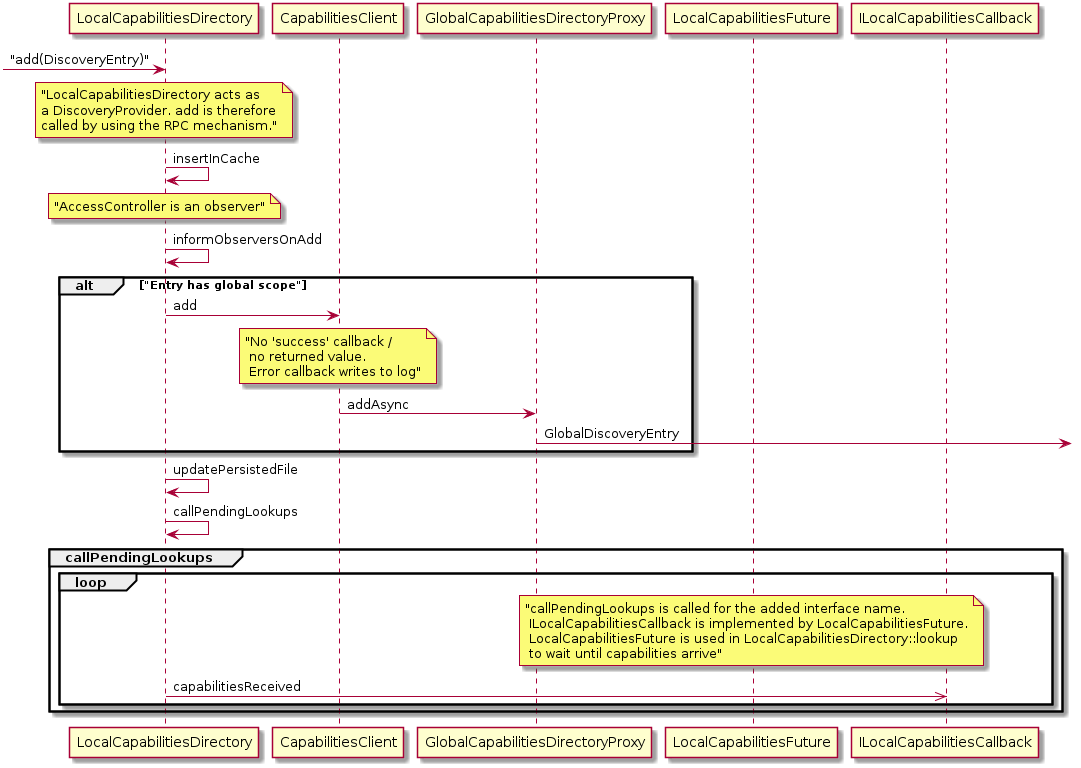 LocalCapabilitiesDirectory
CapabilitiesClient
GlobalCapabilitiesDirectoryProxy
LocalCapabilitiesFuture
ILocalCapabilitiesCallback
"add(DiscoveryEntry)"
"LocalCapabilitiesDirectory acts as
a DiscoveryProvider. add is therefore
called by using the RPC mechanism."
insertInCache
"AccessController is an observer"
informObserversOnAdd
alt
["Entry has global scope"]
add
"No 'success' callback /
no returned value.
Error callback writes to log"
addAsync
GlobalDiscoveryEntry
updatePersistedFile
callPendingLookups
callPendingLookups
loop
"callPendingLookups is called for the added interface name.
ILocalCapabilitiesCallback is implemented by LocalCapabilitiesFuture.
LocalCapabilitiesFuture is used in LocalCapabilitiesDirectory::lookup
to wait until capabilities arrive"
capabilitiesReceived
LocalCapabilitiesDirectory
CapabilitiesClient
GlobalCapabilitiesDirectoryProxy
LocalCapabilitiesFuture
ILocalCapabilitiesCallback